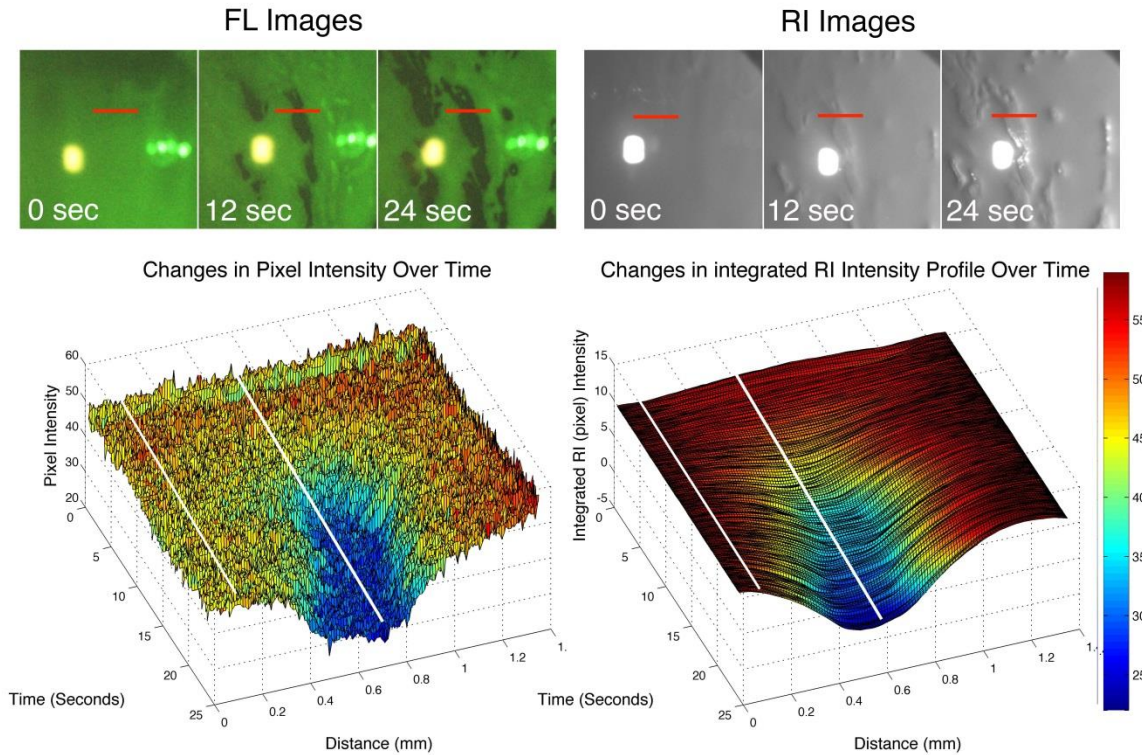 FL Images
RI Images
0 sec
12 sec
24 sec
0 sec
12 sec
24 sec
Changes in Pixel Intensity Over Time
Changes in integrated RI Intensity Profile Over Time
Pixel Intensity
60
50
40
30
20
0
5
10
15
20
25
Time (Seconds)
0
0.2
0.4
0.6
0.8
1
1.2
1.
Distance (mm)
Integrated RI (pixel) Intensity
15
10
5
0
-5
0
5
10
15
20
25
Time (Seconds)
0
0.2
0.4
0.6
0.8
1
1.2
1.
Distance (mm)
55
50
45
40
35
30
25